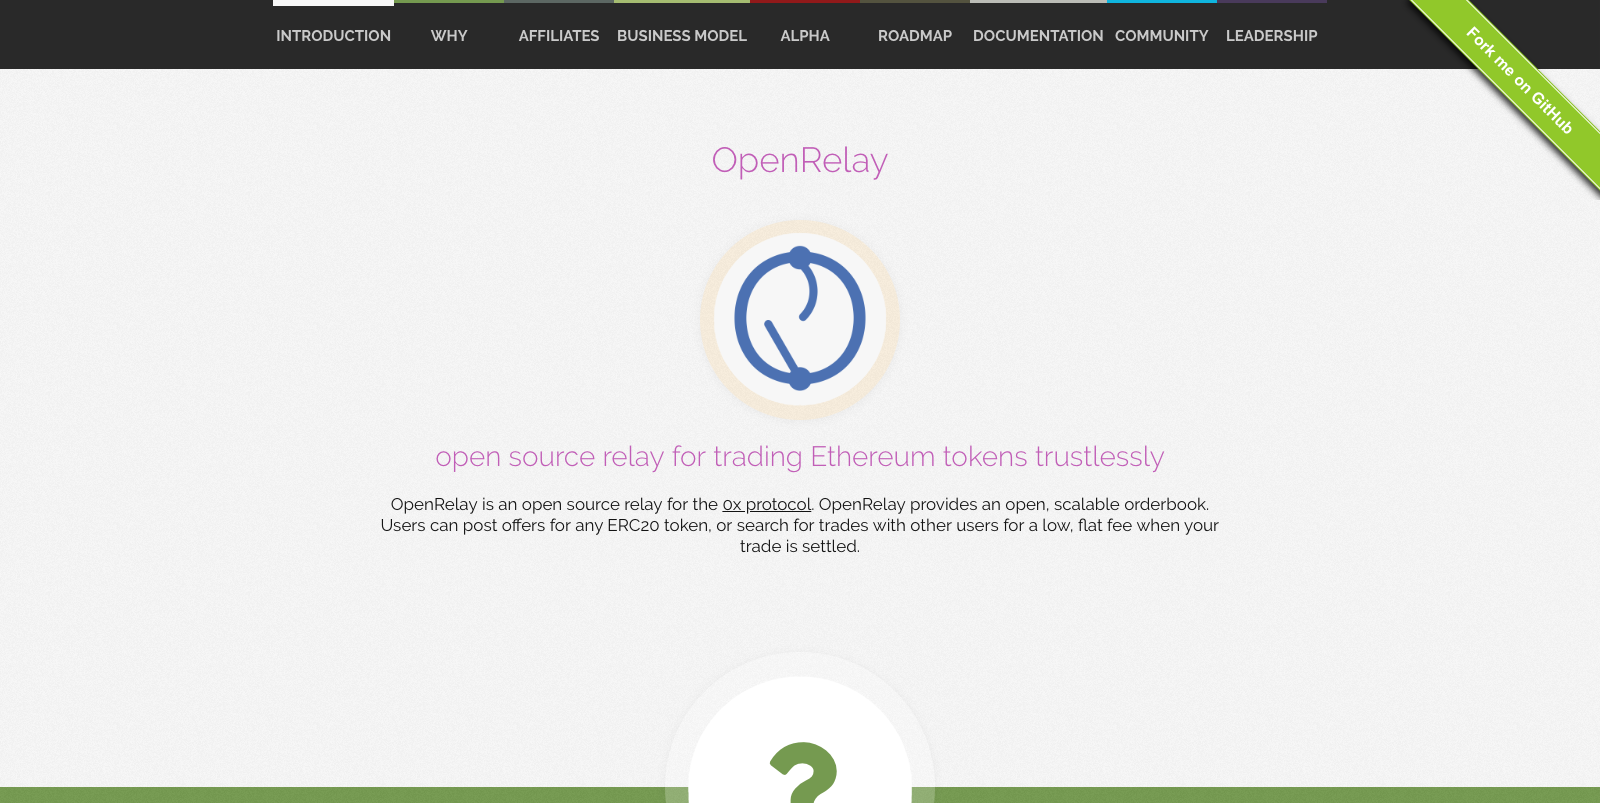 INTRODUCTION WHY AFFILIATES BUSINESS MODEL ALPHA ROADMAP DOCUMENTATION COMMUNITY LEADERSHIP
Fork me on GitHub
OpenRelay
open source relay for trading Ethereum tokens trustlessly
OpenRelay is an open source relay for the 0x protocol. OpenRelay provides an open, scalable orderbook.
Users can post offers for any ERC20 token, or search for trades with other users for a low, flat fee when your
trade is settled.
?